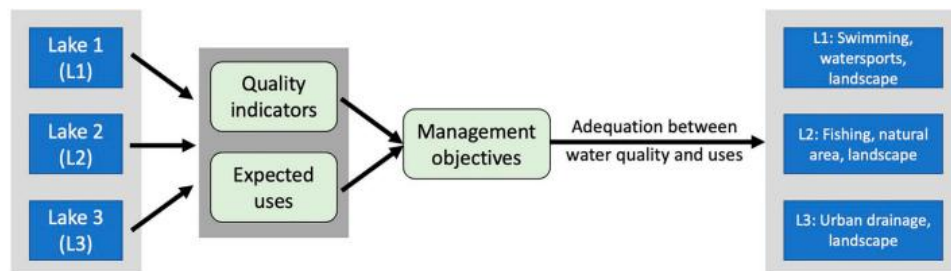 Lake 1
(L1)
Lake 2
(L2)
Lake 3
(L3)
Quality
indicators
Expected
uses
Management
objectives
Adequation between
water quality and uses
L1: Swimming,
watersports,
landscape
L2: Fishing, natural
area, landscape
L3: Urban drainage,
landscape